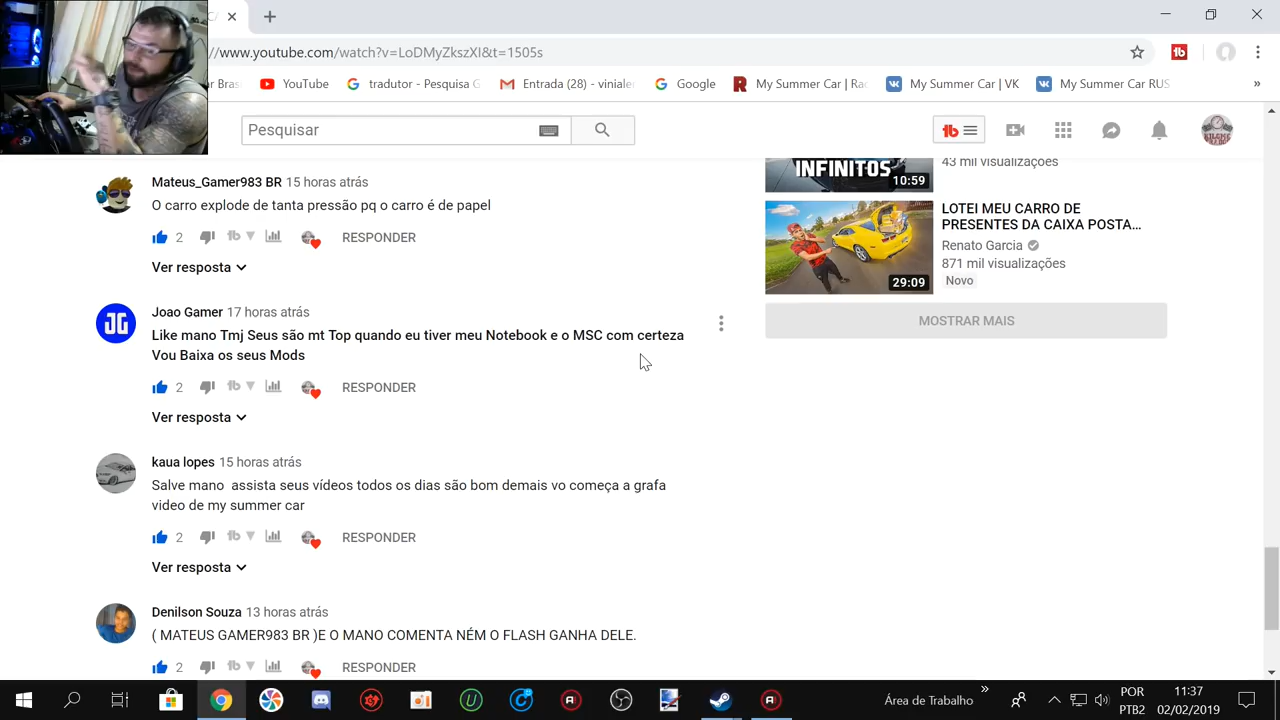 //www.youtube.com/watch?v=LoDMyZkszXI&t=1505s
YouTube
tradutor - Pesquisa G
Entrada (28) - viniale
Google
My Summer Car | Ra
My Summer Car | VK
My Summer Car RUS
»
Pesquisar
Mateus_Gamer983 BR 15 horas atrás
O carro explode de tanta pressão pq o carro é de papel
2 RESPONDER
Ver resposta
Joao Gamer 17 horas atrás
Like mano Tmj Seus são mt Top quando eu tiver meu Notebook e o MSC com certeza
Vou Baixa os seus Mods
2 RESPONDER
Ver resposta
kaua lopes 15 horas atrás
Salve mano assista seus vídeos todos os dias são bom demais vo começa a grafa
video de my summer car
2 RESPONDER
Ver resposta
Denilson Souza 13 horas atrás
( MATEUS GAMER983 BR )E O MANO COMENTA NÉM O FLASH GANHA DELE.
2 RESPONDER
INFINITOS
10:59
43 mil visualizações
29:09
LOTEI MEU CARRO DE
PRESENTES DA CAIXA POSTA...
Renato Garcia
871 mil visualizações
Novo
MOSTRAR MAIS
Área de Trabalho
»
POR
PTB2
11:37
02/02/2019